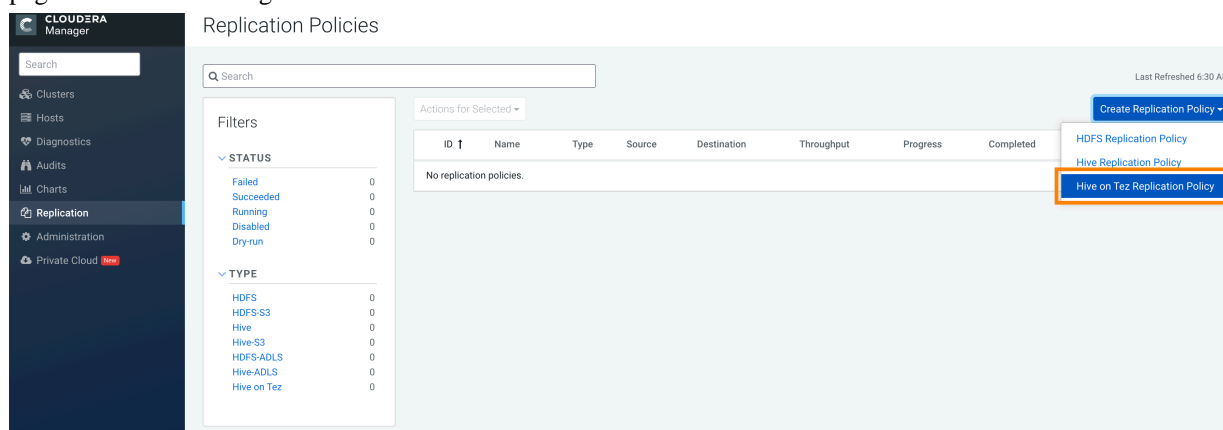 CLOUDERA
Manager
Search
Clusters
Hosts
Diagnostics
Audits
Charts
Replication
Administration
Private Cloud New
Replication Policies
Search
Last Refreshed 6:30
Filters
STATUS
Failed 0
Succeeded 0
Running 0
Disabled 0
Dry-run 0
TYPE
HDFS 0
HDFS-S3 0
Hive 0
Hive-S3 0
HDFS-ADLS 0
Hive-ADLS 0
Hive on Tez 0
Actions for Selected
Create Replication Policy
ID Name Type Source Destination Throughput Progress Completed
No replication policies.
HDFS Replication Policy
Hive Replication Policy
Hive on Tez Replication Policy